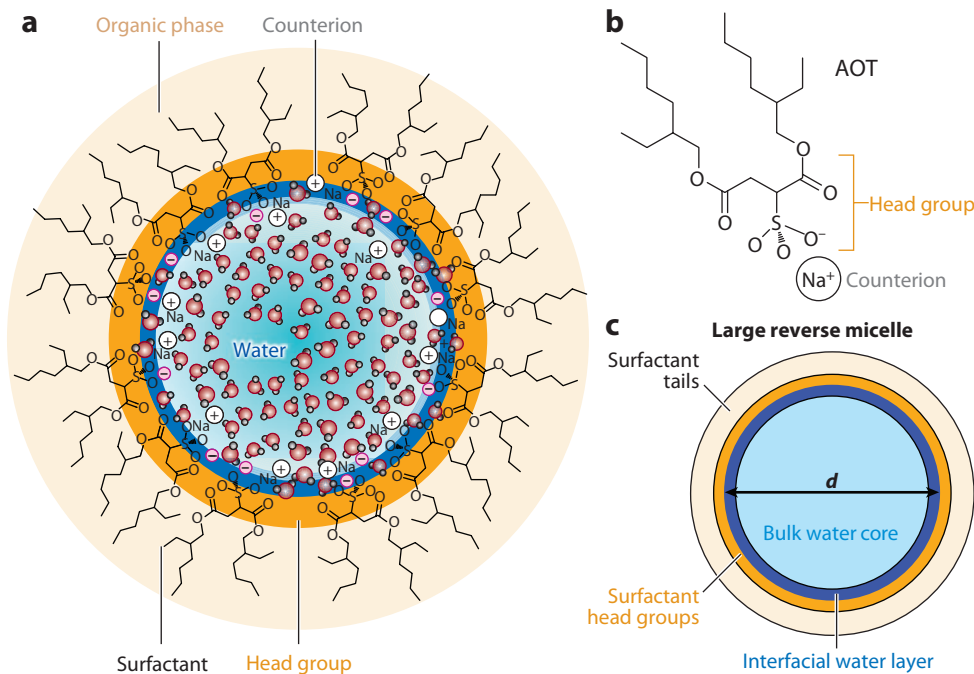 a
Organic phase
Counterion
Water
Surfactant
Head group
b
AOT
O
O
O
O
S
O
O
O−
Head group
Na+
Counterion
c
Large reverse micelle
Surfactant
tails
d
Bulk water core
Surfactant
head groups
Interfacial water layer